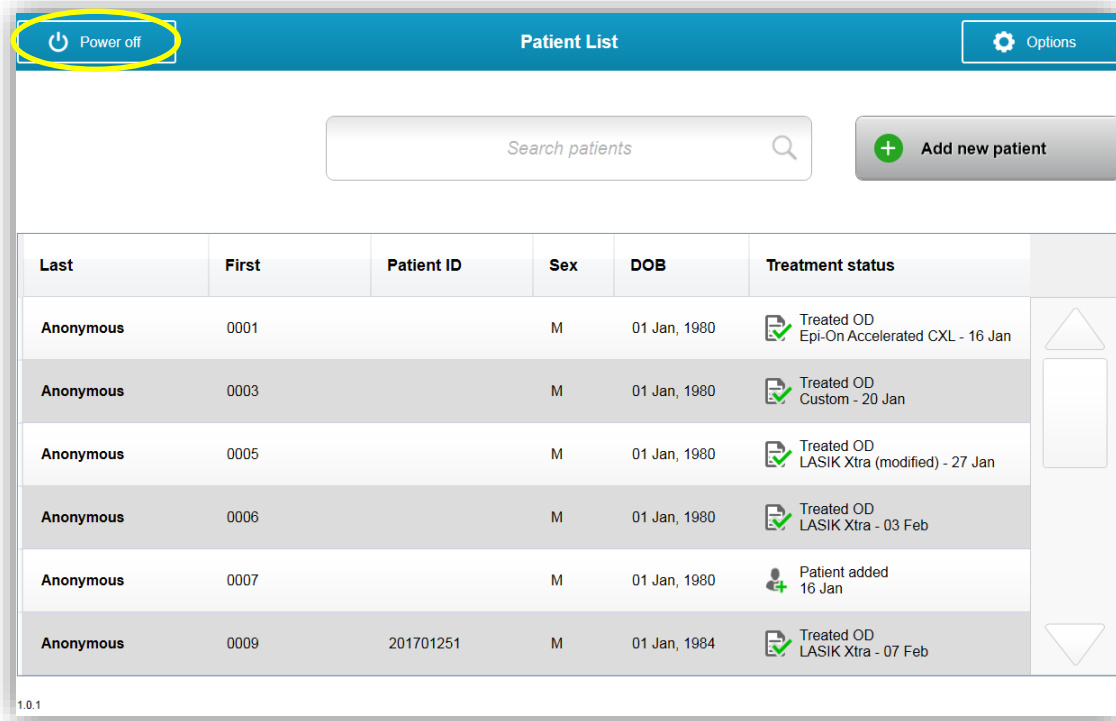 Power off
Patient List
Options
Search patients
Add new patient
Last First Patient ID Sex DOB Treatment status
Anonymous 0001 M 01 Jan, 1980 Treated OD
Epi-On Accelerated CXL - 16 Jan
Anonymous 0003 M 01 Jan, 1980 Treated OD
Custom - 20 Jan
Anonymous 0005 M 01 Jan, 1980 Treated OD
LASIK Xtra (modified) - 27 Jan
Anonymous 0006 M 01 Jan, 1980 Treated OD
LASIK Xtra - 03 Feb
Anonymous 0007 M 01 Jan, 1980 Patient added
16 Jan
Anonymous 0009 201701251 M 01 Jan, 1984 Treated OD
LASIK Xtra - 07 Feb
1.0.1